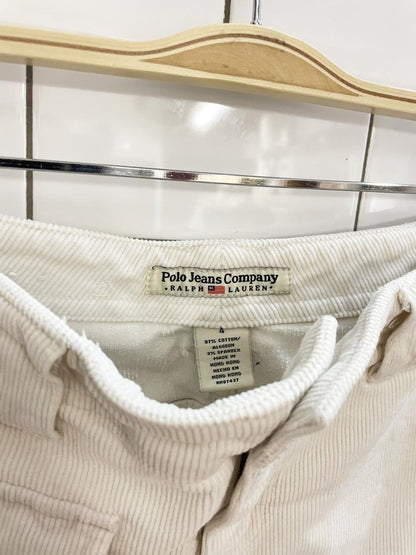 Polo Jeans Company
RALPH LAUREN
4
97% COTTON/
ALGODON
3% SPANDEX
MADE IN
HONG KONG
HECHO EN
HONG KONG
RN87437